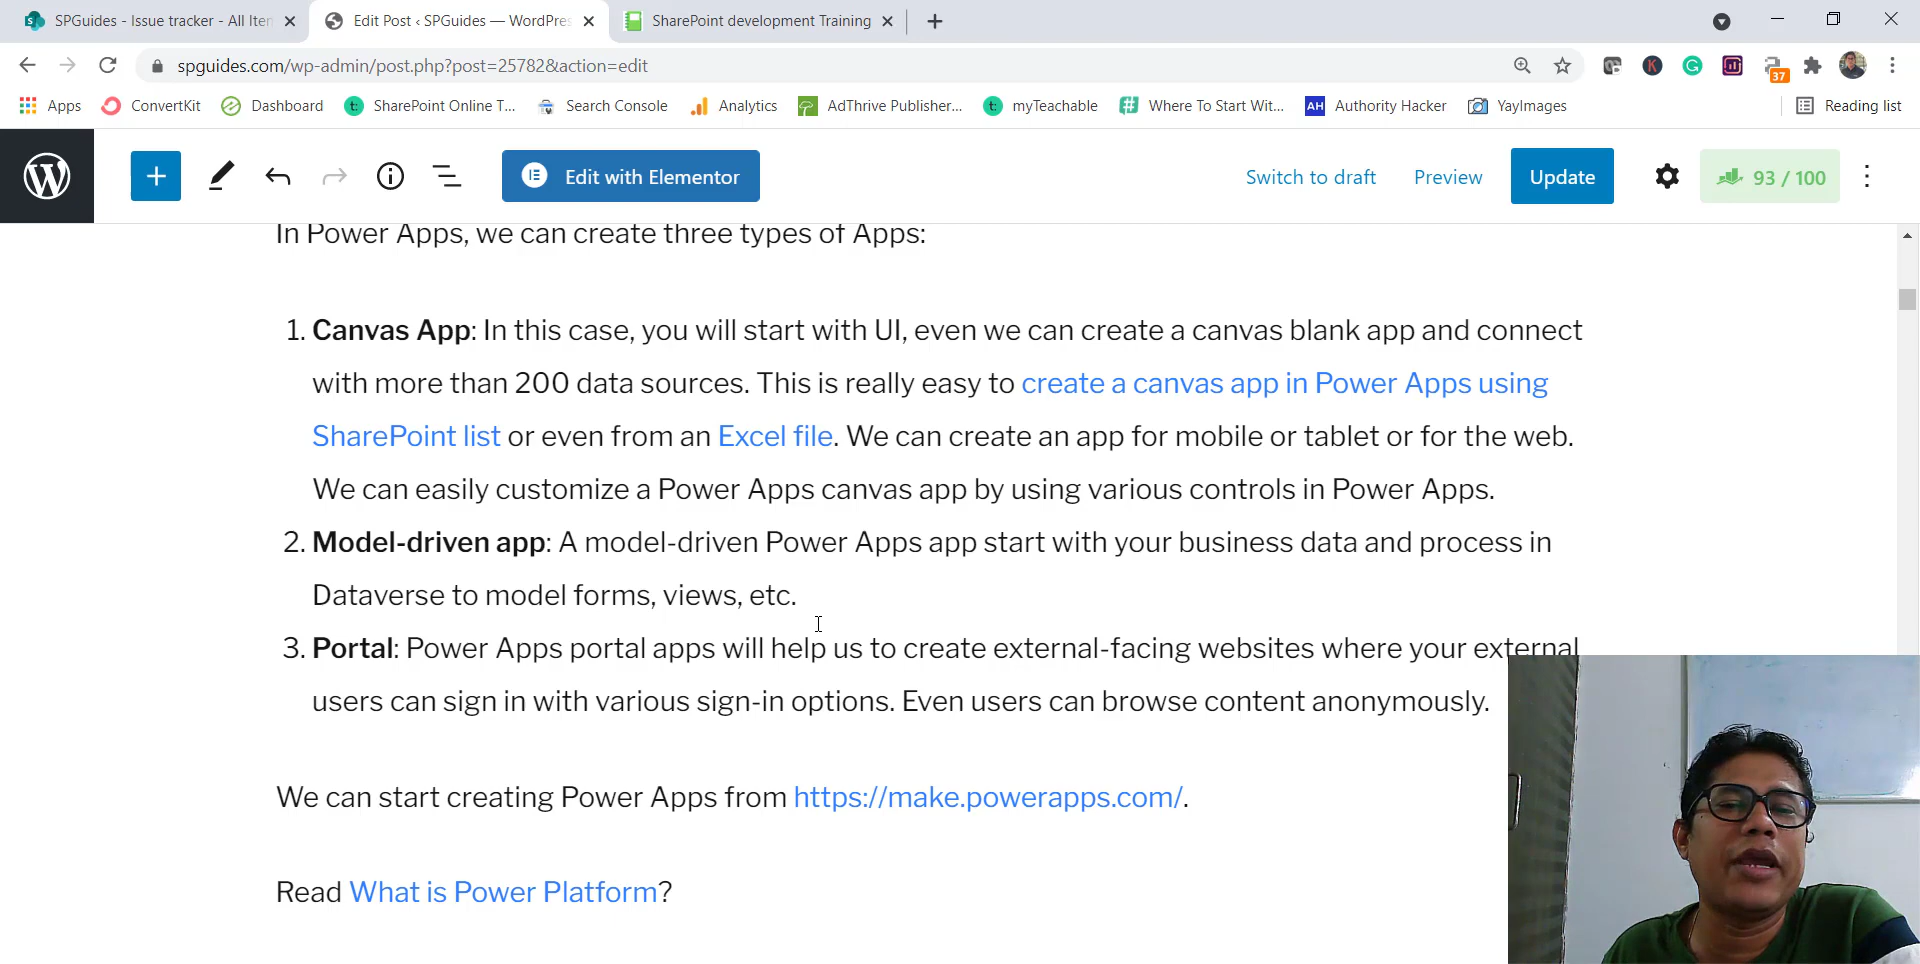 SPGuides - Issue tracker - All Iter
Edit Post ‹ SPGuides — WordPres
SharePoint development Training
spguides.com/wp-admin/post.php?post=25782&action=edit
37
Apps
ConvertKit
Dashboard
SharePoint Online T...
Search Console
Analytics
AdThrive Publisher...
myTeachable
Where To Start Wit...
AH
Authority Hacker
YayImages
Reading list
Edit with Elementor
Switch to draft
Preview
Update
93 / 100
In Power Apps, we can create three types of Apps:
1. Canvas App: In this case, you will start with UI, even we can create a canvas blank app and connect
with more than 200 data sources. This is really easy to create a canvas app in Power Apps using
SharePoint list or even from an Excel file. We can create an app for mobile or tablet or for the web.
We can easily customize a Power Apps canvas app by using various controls in Power Apps.
2. Model-driven app: A model-driven Power Apps app start with your business data and process in
Dataverse to model forms, views, etc.
3. Portal: Power Apps portal apps will help us to create external-facing websites where your external
users can sign in with various sign-in options. Even users can browse content anonymously.
We can start creating Power Apps from https://make.powerapps.com/.
Read What is Power Platform?